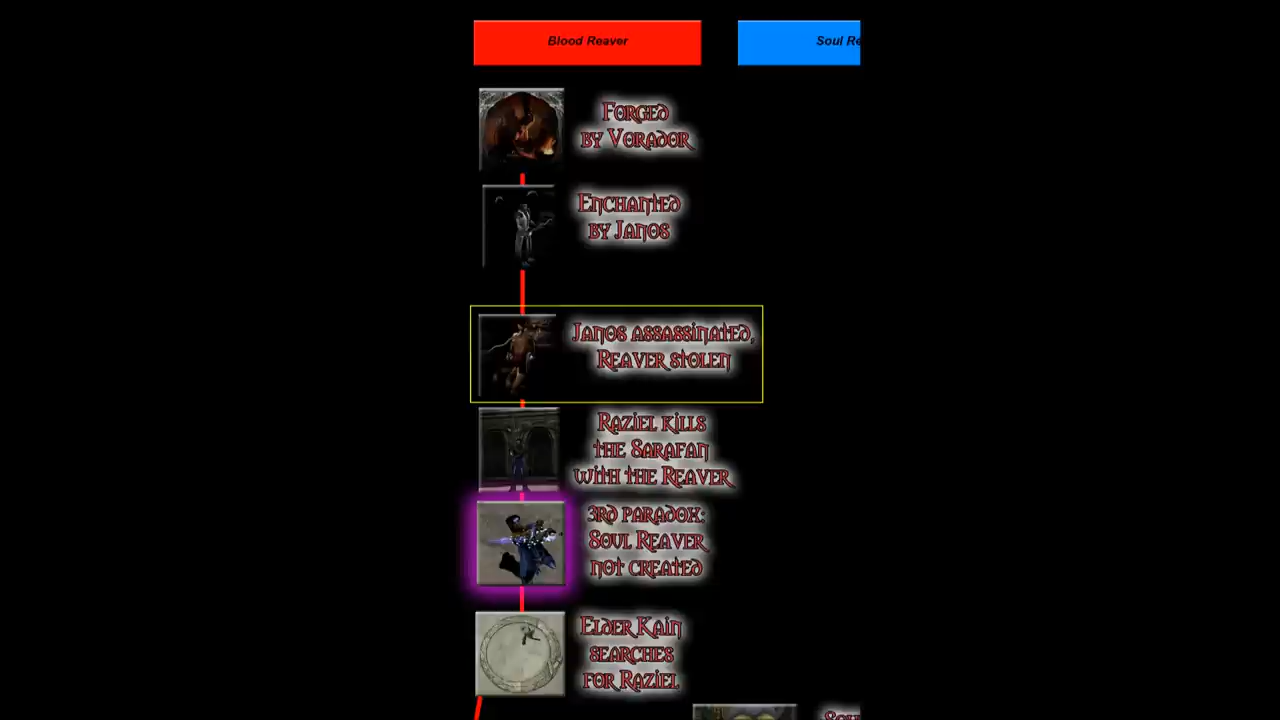 Blood Reaver
Soul Re
Forged
by Vorador
Enchanted
by Janos
Janos assassinated,
Reaver stolen
Raziel kills
the Sarafan
with the Reaver
3rd paradox:
Soul Reaver
not created
Elder Kain
searches
for Raziel